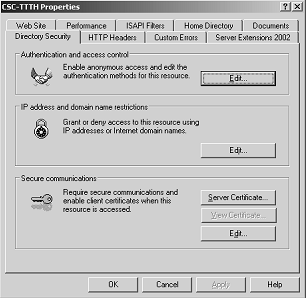 CSC-TTTH Properties
Web Site Performance ISAPI Filters Home Directory Documents
Directory Security HTTP Headers Custom Errors Server Extensions 2002
Authentication and access control
Enable anonymous access and edit the
authentication methods for this resource.
Edit...
IP address and domain name restrictions
Grant or deny access to this resource using
IP addresses or Internet domain names.
Edit...
Secure communications
Require secure communications and
enable client certificates when this
resource is accessed.
Server Certificate...
View Certificate...
Edit...
OK Cancel Apply Help